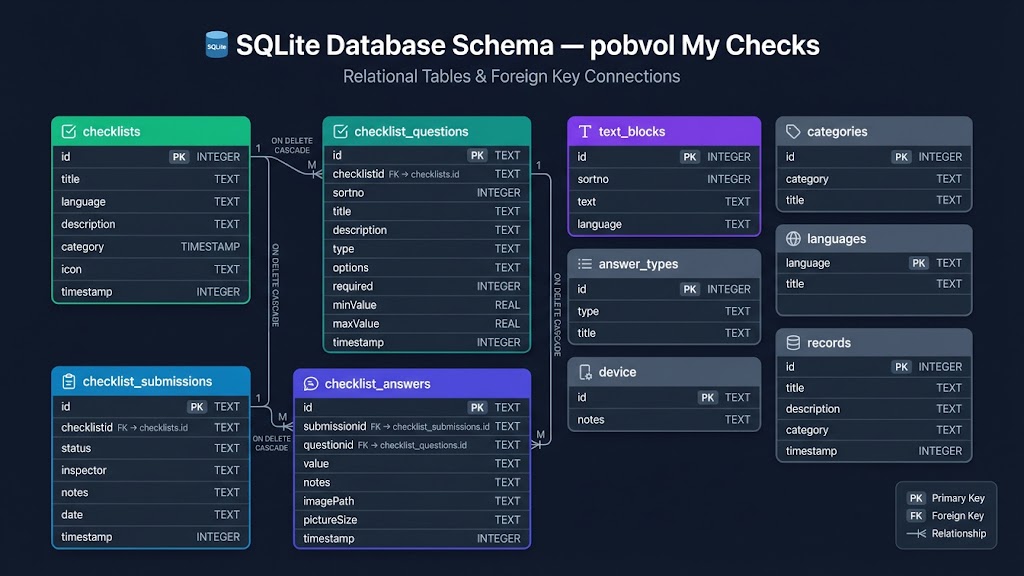 SQLite
SQLite Database Schema — pobvol My Checks
Relational Tables & Foreign Key Connections
checklists
id PK INTEGER
title TEXT
language TEXT
description TEXT
category TIMESTAMP
icon TEXT
timestamp INTEGER
1
ON DELETE
CASCADE
M
ON DELETE CASCADE
checklist_questions
id PK TEXT
checklistid FK → checklists.id TEXT
sortno INTEGER
title TEXT
description TEXT
type TEXT
options TEXT
required INTEGER
minValue REAL
maxValue REAL
timestamp INTEGER
1
ON DELETE CASCADE
M
text_blocks
id PK INTEGER
sortno INTEGER
text TEXT
language TEXT
categories
id PK INTEGER
category TEXT
title TEXT
answer_types
id PK INTEGER
type TEXT
title TEXT
languages
language PK TEXT
title TEXT
device
id PK TEXT
notes TEXT
records
id PK INTEGER
title TEXT
description TEXT
category TEXT
timestamp INTEGER
checklist_submissions
id PK TEXT
checklistid FK → checklists.id TEXT
status TEXT
inspector TEXT
notes TEXT
date TEXT
timestamp INTEGER
1
M
ON DELETE
CASCADE
checklist_answers
id PK TEXT
submissionid FK → checklist_submissions.id TEXT
questionid FK → checklist_questions.id TEXT
value TEXT
notes TEXT
imagePath TEXT
pictureSize TEXT
timestamp INTEGER
PK Primary Key
FK Foreign Key
Relationship